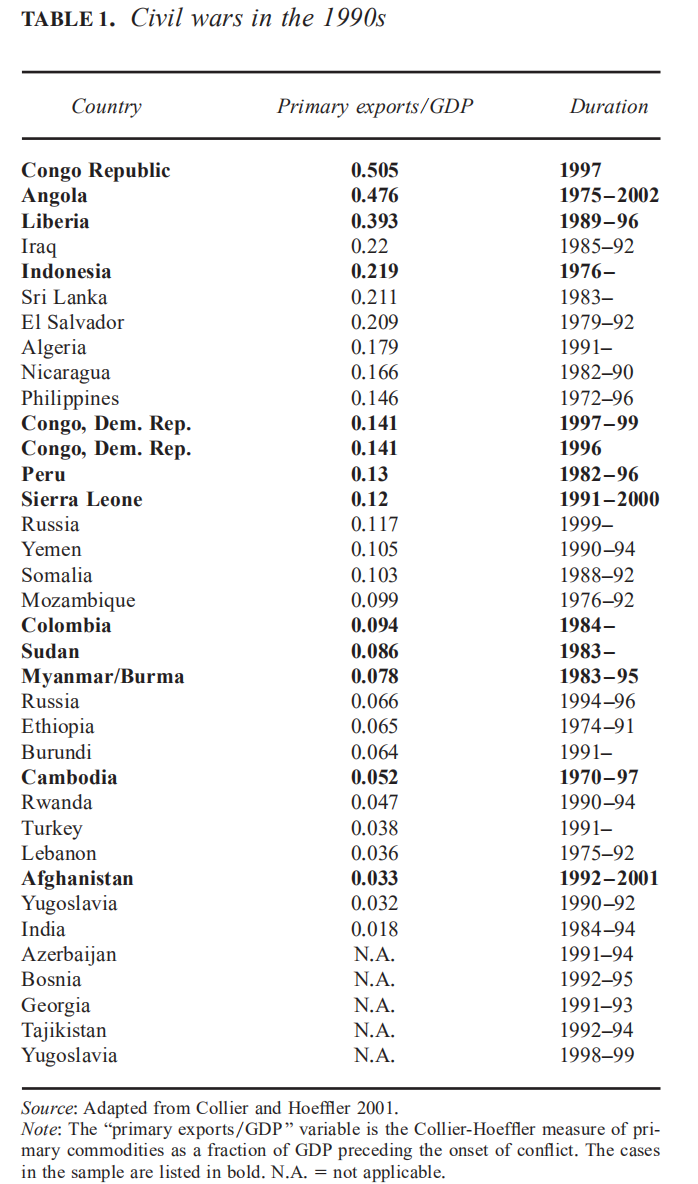 TABLE 1. Civil wars in the 1990s
Country Primary exports/GDP Duration
Congo Republic 0.505 1997
Angola 0.476 1975–2002
Liberia 0.393 1989–96
Iraq 0.22 1985–92
Indonesia 0.219 1976–
Sri Lanka 0.211 1983–
El Salvador 0.209 1979–92
Algeria 0.179 1991–
Nicaragua 0.166 1982–90
Philippines 0.146 1972–96
Congo, Dem. Rep. 0.141 1997–99
Congo, Dem. Rep. 0.141 1996
Peru 0.13 1982–96
Sierra Leone 0.12 1991–2000
Russia 0.117 1999–
Yemen 0.105 1990–94
Somalia 0.103 1988–92
Mozambique 0.099 1976–92
Colombia 0.094 1984–
Sudan 0.086 1983–
Myanmar/Burma 0.078 1983–95
Russia 0.066 1994–96
Ethiopia 0.065 1974–91
Burundi 0.064 1991–
Cambodia 0.052 1970–97
Rwanda 0.047 1990–94
Turkey 0.038 1991–
Lebanon 0.036 1975–92
Afghanistan 0.033 1992–2001
Yugoslavia 0.032 1990–92
India 0.018 1984–94
Azerbaijan N.A. 1991–94
Bosnia N.A. 1992–95
Georgia N.A. 1991–93
Tajikistan N.A. 1992–94
Yugoslavia N.A. 1998–99
Source: Adapted from Collier and Hoeffler 2001.
Note: The “primary exports/GDP” variable is the Collier-Hoeffler measure of pri-
mary commodities as a fraction of GDP preceding the onset of conflict. The cases
in the sample are listed in bold. N.A. = not applicable.